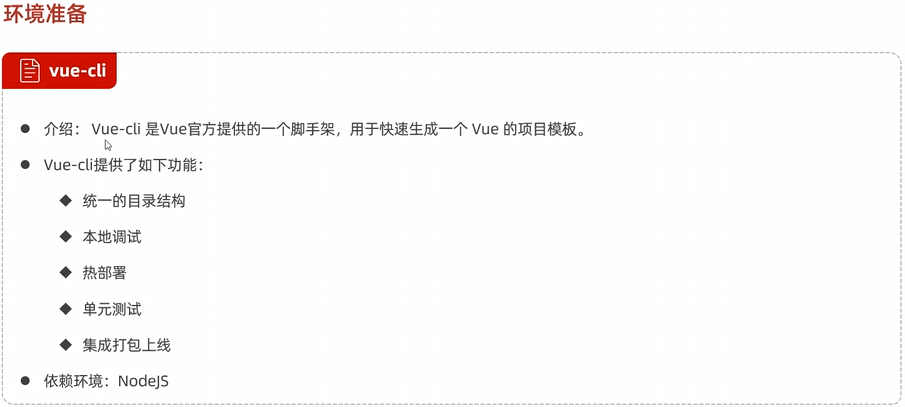 环境准备
vue-cli
介绍： Vue-cli 是Vue官方提供的一个脚手架，用于快速生成一个 Vue 的项目模板。
Vue-cli提供了如下功能：
统一的目录结构
本地调试
热部署
单元测试
集成打包上线
依赖环境：NodeJS